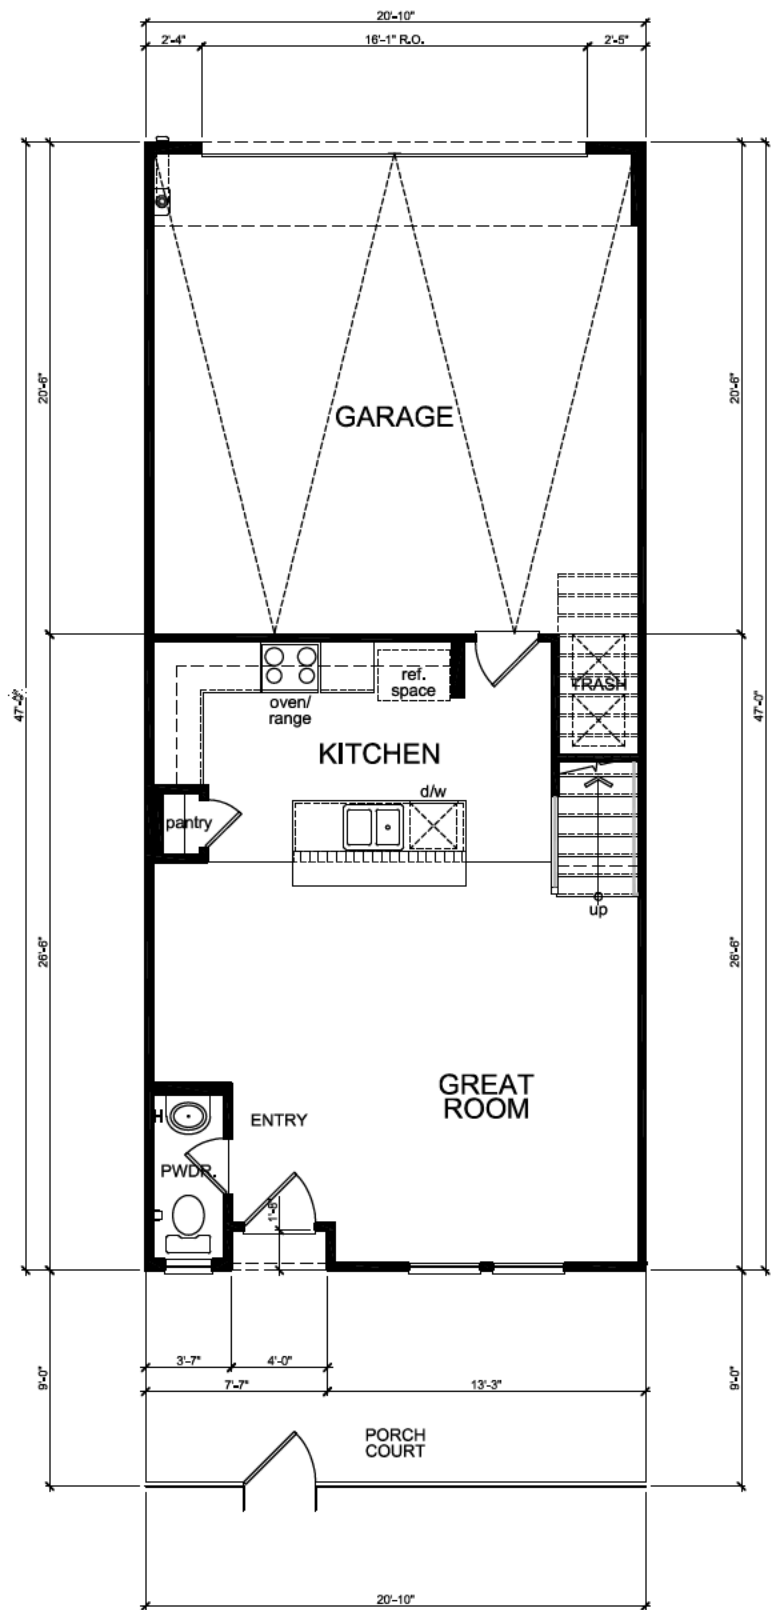 20'-10"
2'-4"
16'-1" R.O.
2'-5"
20'-6"
20'-6"
GARAGE
47'-0"
47'-0"
TRASH
ref.
space
oven/
range
KITCHEN
d/w
pantry
up
26'-6"
26'-6"
GREAT
ROOM
ENTRY
PWDR.
3'-7"
4'-0"
7'-7"
13'-3"
9'-0"
9'-0"
PORCH
COURT
20'-10"